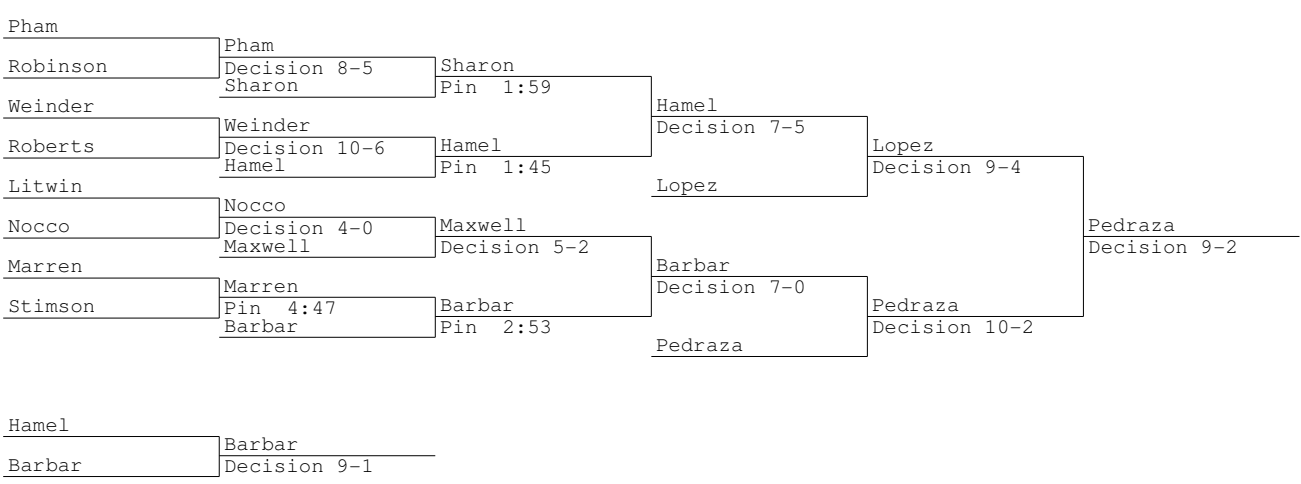 Pham
Pham
Robinson
Decision 8-5
Sharon
Sharon
Pin 1:59
Weinder
Hamel
Weinder
Decision 7-5
Roberts
Decision 10-6
Hamel
Lopez
Hamel
Pin 1:45
Decision 9-4
Litwin
Lopez
Nocco
Nocco
Decision 4-0
Maxwell
Pedraza
Maxwell
Decision 5-2
Decision 9-2
Marren
Barbar
Marren
Decision 7-0
Stimson
Pin 4:47
Barbar
Pedraza
Barbar
Pin 2:53
Decision 10-2
Pedraza
Hamel
Barbar
Barbar
Decision 9-1